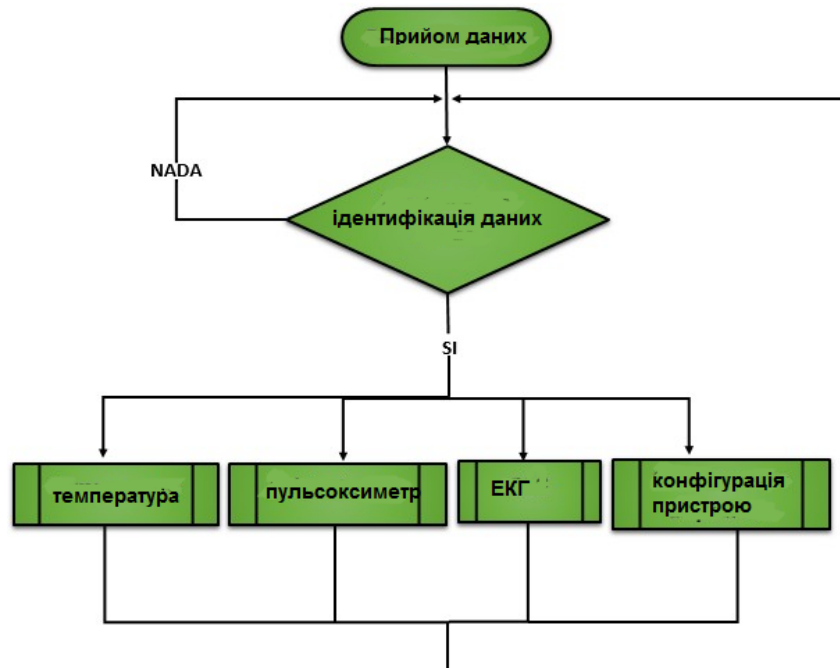 Прийом даних
NADA
ідентифікація даних
SI
температура
пульсоксиметр
ЕКГ
конфігурація
пристрою